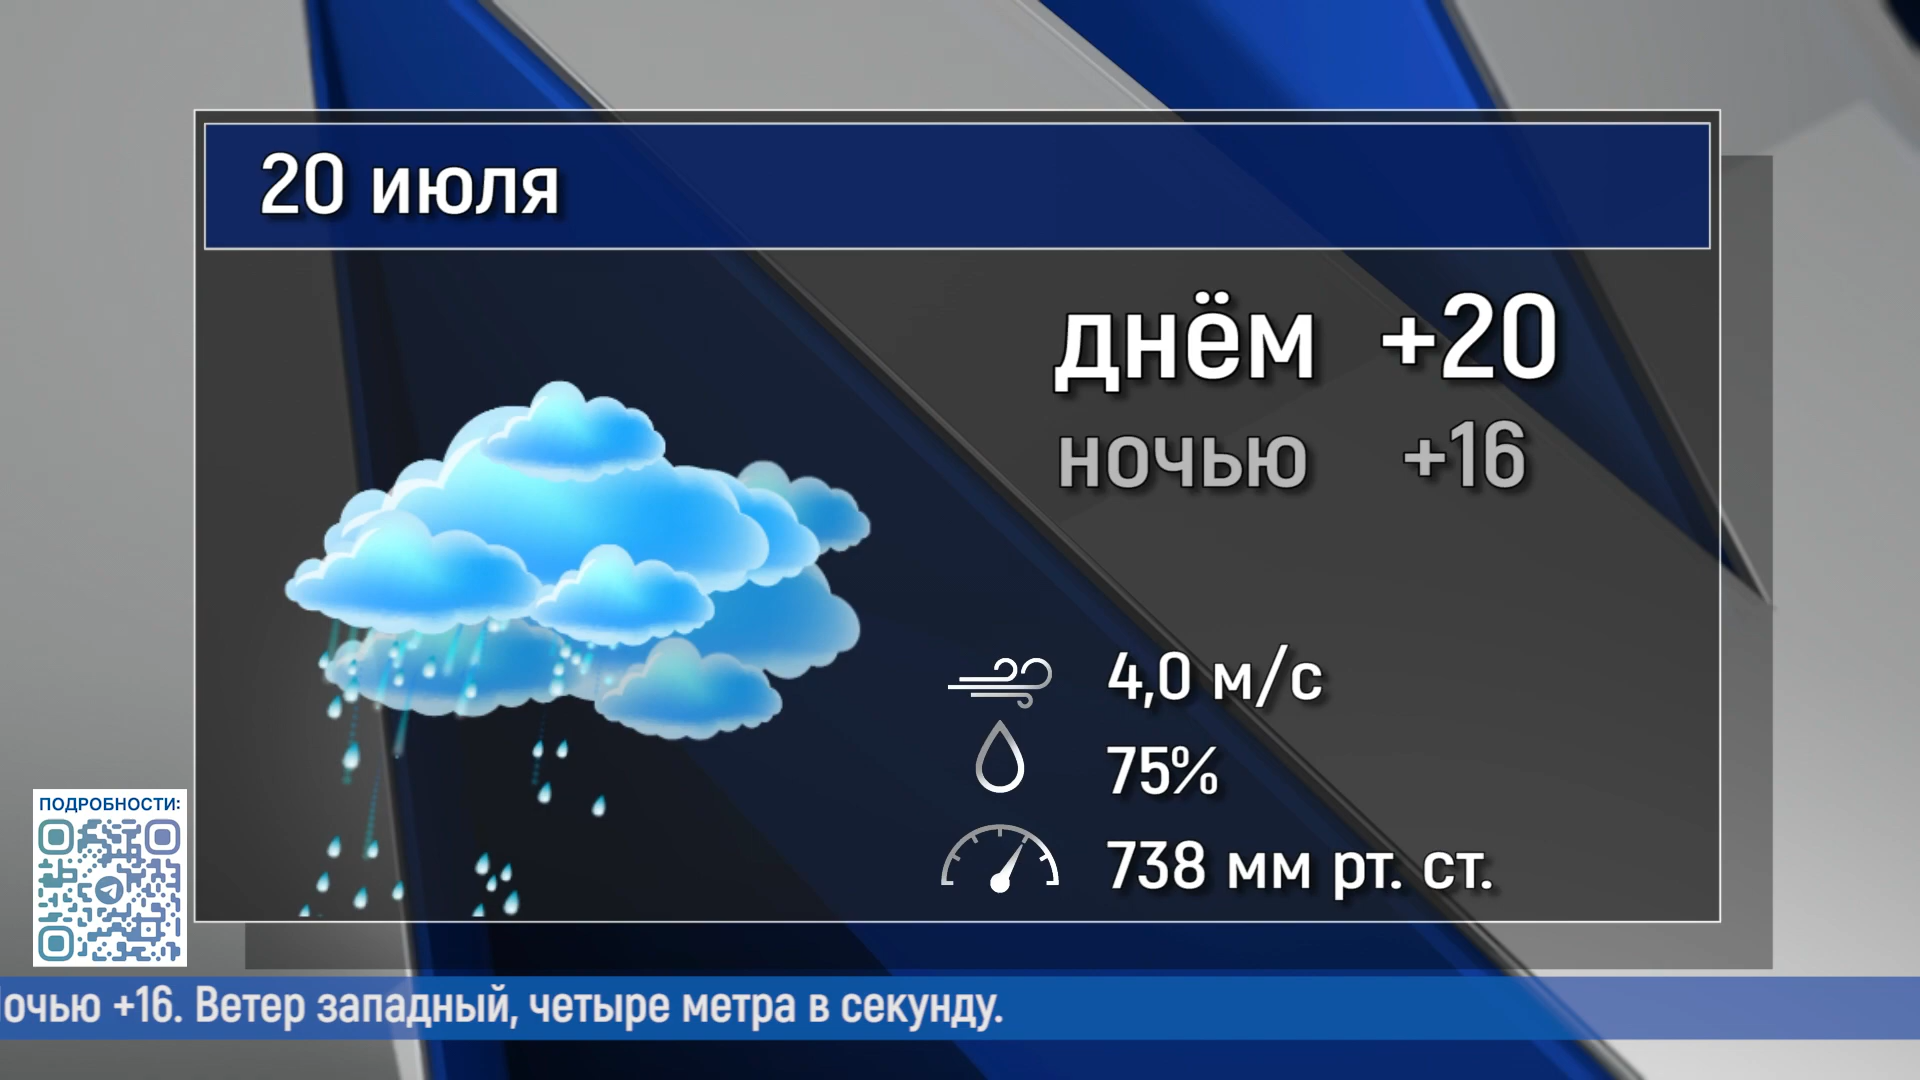 20 июля
днём +20
ночью +16
4,0 м/с
75%
738 мм рт. ст.
ПОДРОБНОСТИ:
очью +16. Ветер западный, четыре метра в секунду.